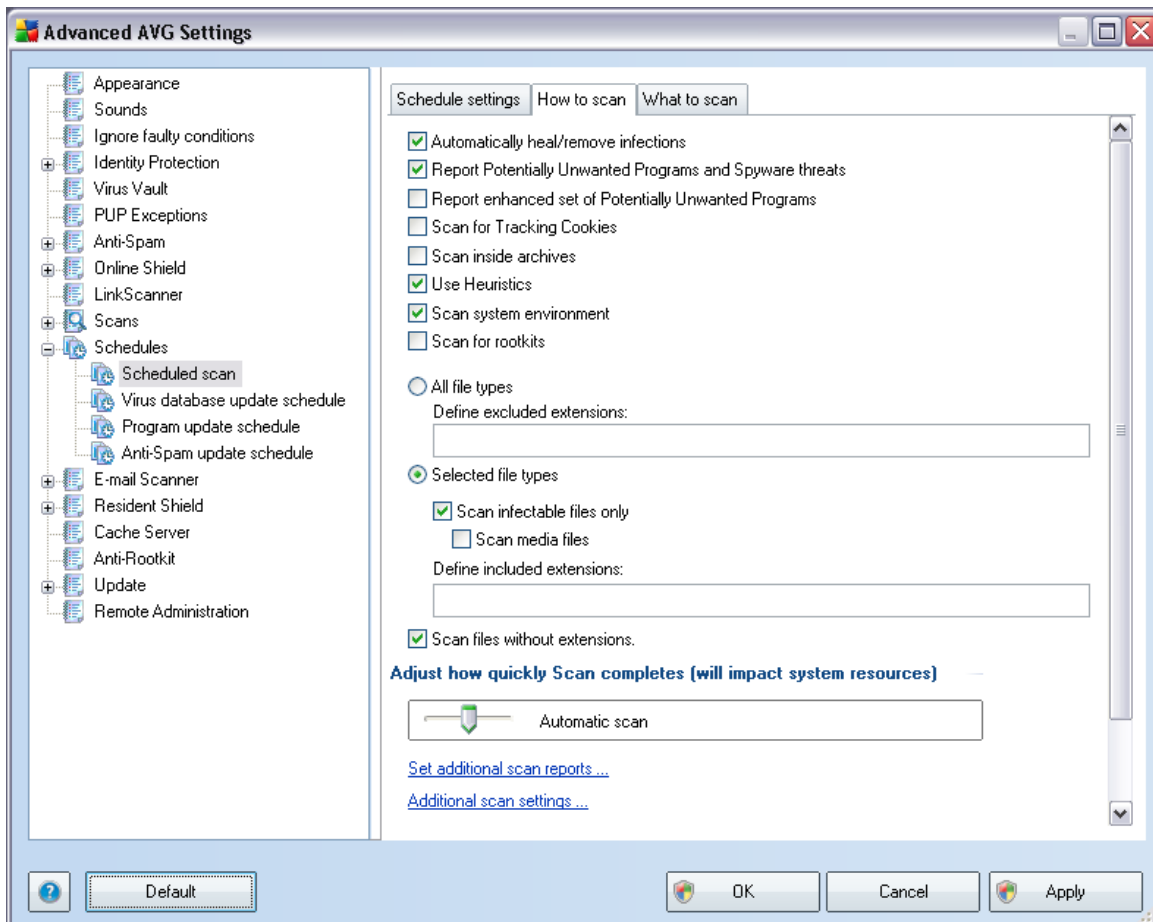 Advanced AVG Settings
Appearance
Sounds
Ignore faulty conditions
Identity Protection
Virus Vault
PUP Exceptions
Anti-Spam
Online Shield
LinkScanner
Scans
Schedules
Scheduled scan
Virus database update schedule
Program update schedule
Anti-Spam update schedule
E-mail Scanner
Resident Shield
Cache Server
Anti-Rootkit
Update
Remote Administration
Schedule settings
How to scan
What to scan
Automatically heal/remove infections
Report Potentially Unwanted Programs and Spyware threats
Report enhanced set of Potentially Unwanted Programs
Scan for Tracking Cookies
Scan inside archives
Use Heuristics
Scan system environment
Scan for rootkits
All file types
Define excluded extensions:
Selected file types
Scan infectable files only
Scan media files
Define included extensions:
Scan files without extensions.
Adjust how quickly Scan completes (will impact system resources)
Automatic scan
Set additional scan reports ...
Additional scan settings ...
?
Default
OK
Cancel
Apply